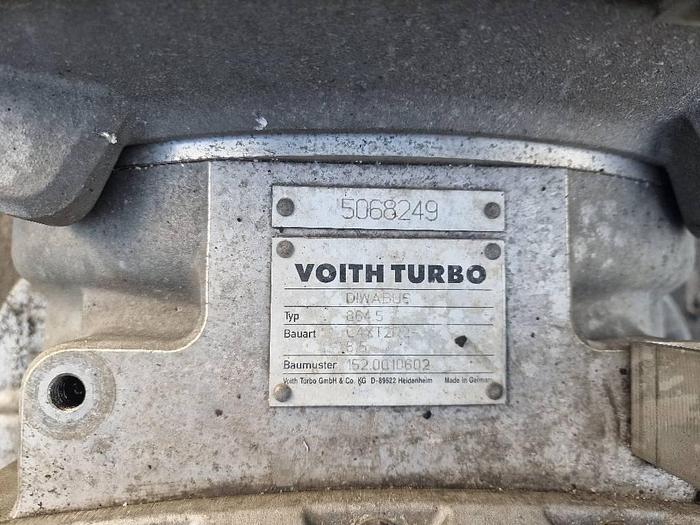 5068249
VOITH TURBO
DIWABUS
Typ 864.5
Bauart
Baumuster 152.0010602
Voith Turbo GmbH & Co. KG D-89522 Heidenheim Made in Germany